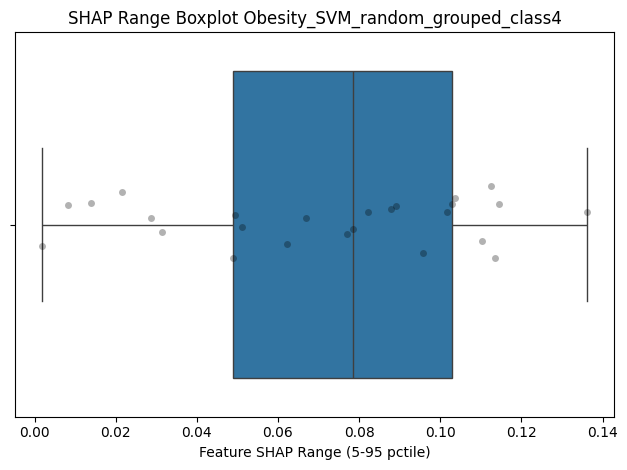 SHAP Range Boxplot Obesity_SVM_random_grouped_class4
0.00 0.02 0.04 0.06 0.08 0.10 0.12 0.14
Feature SHAP Range (5-95 pctile)